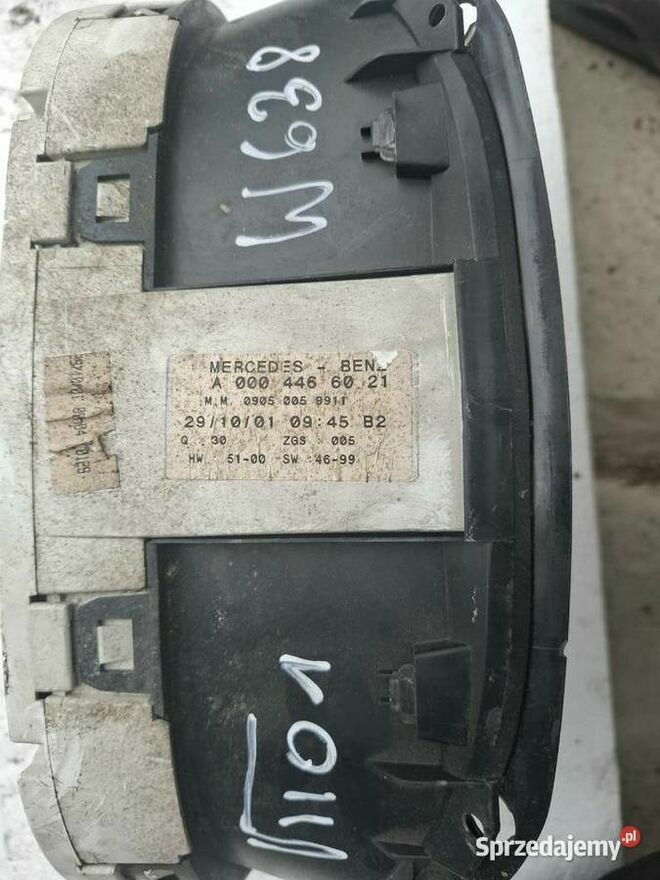 W638
MERCEDES - BENZ
A 000 446 60 21
M.M. 0905 005 9911
29/10/01 09:45 B2
Q : 30 ZGS : 005
HW 51-00 SW :46-99
Sprzedajemy.pl